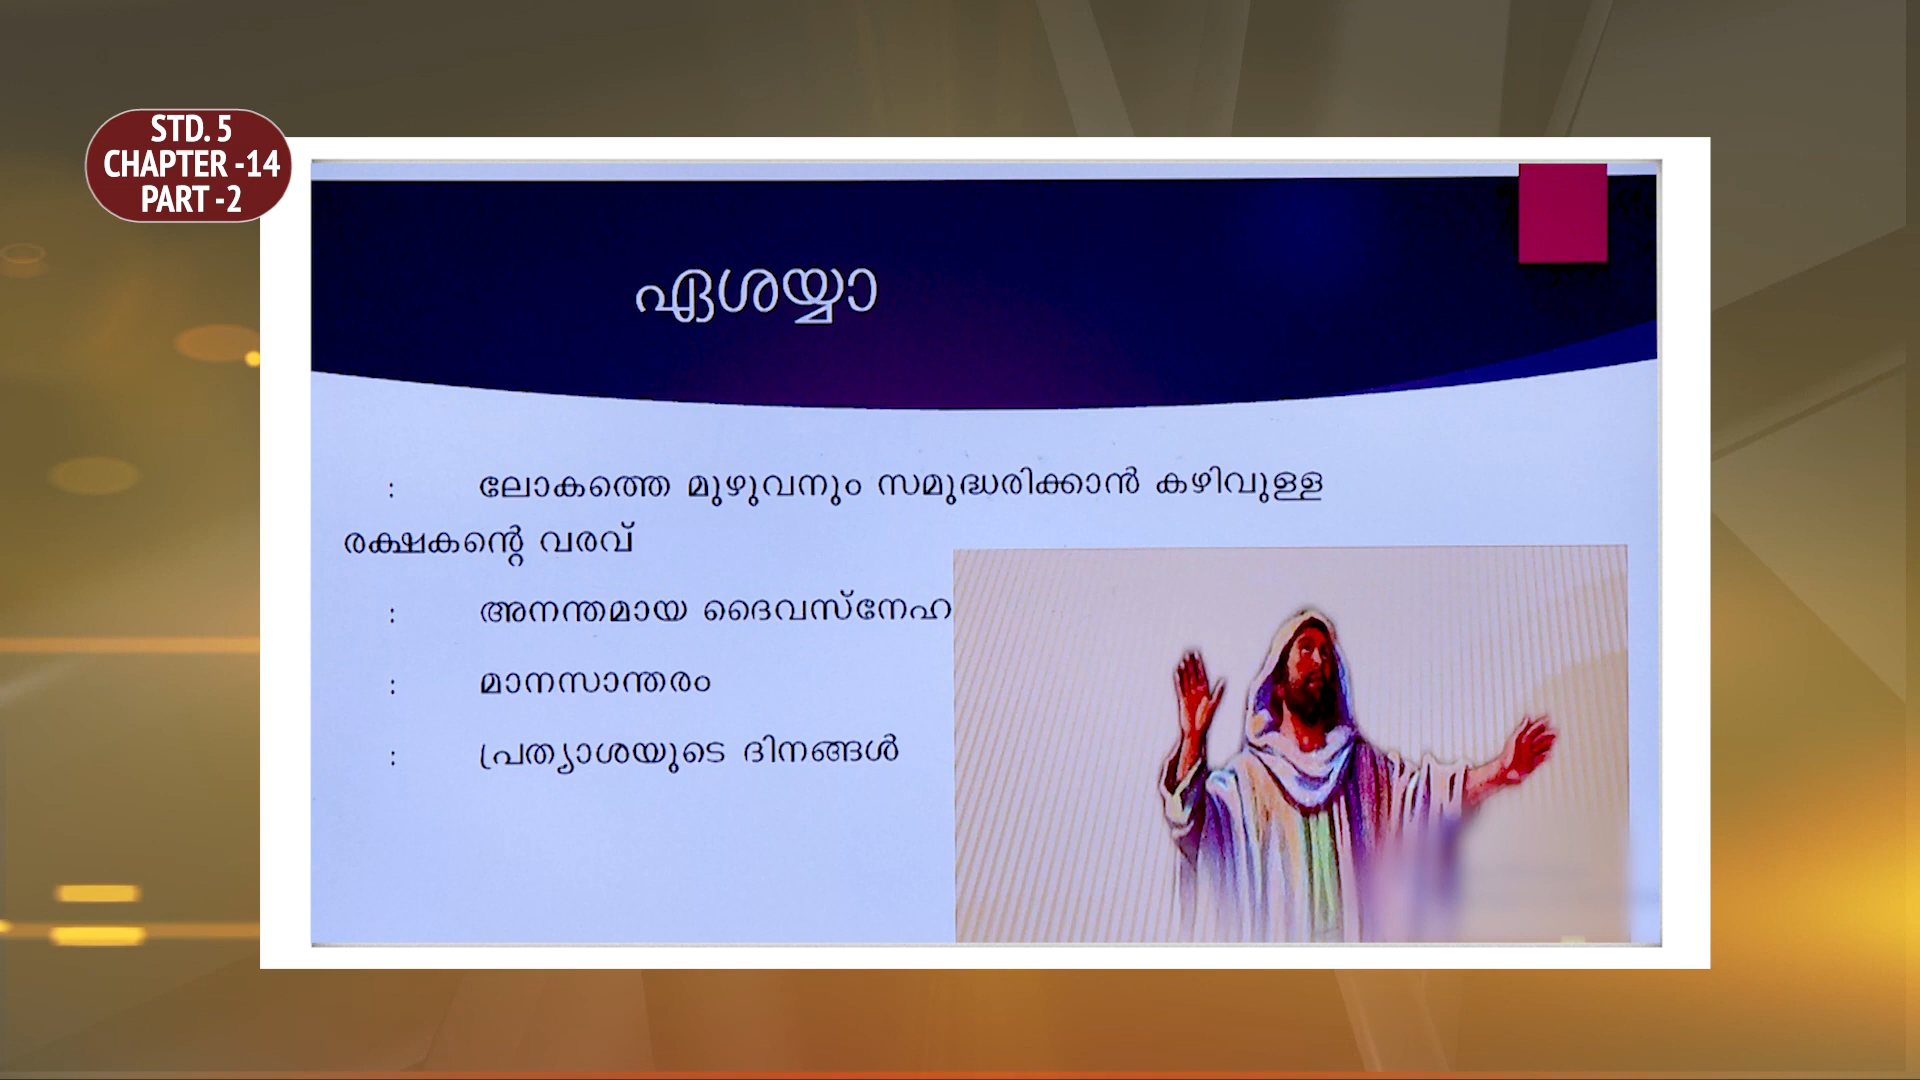 STD. 5
CHAPTER -14
PART -2
ഏശയ്യാ
: ലോകത്തെ മുഴുവനും സമുദ്ധരിക്കാൻ കഴിവുള്ള
രക്ഷകന്റെ വരവ്
: അനന്തമായ ദൈവസ്നേഹ
: മാനസാന്തരം
: പ്രത്യാശയുടെ ദിനങ്ങൾ